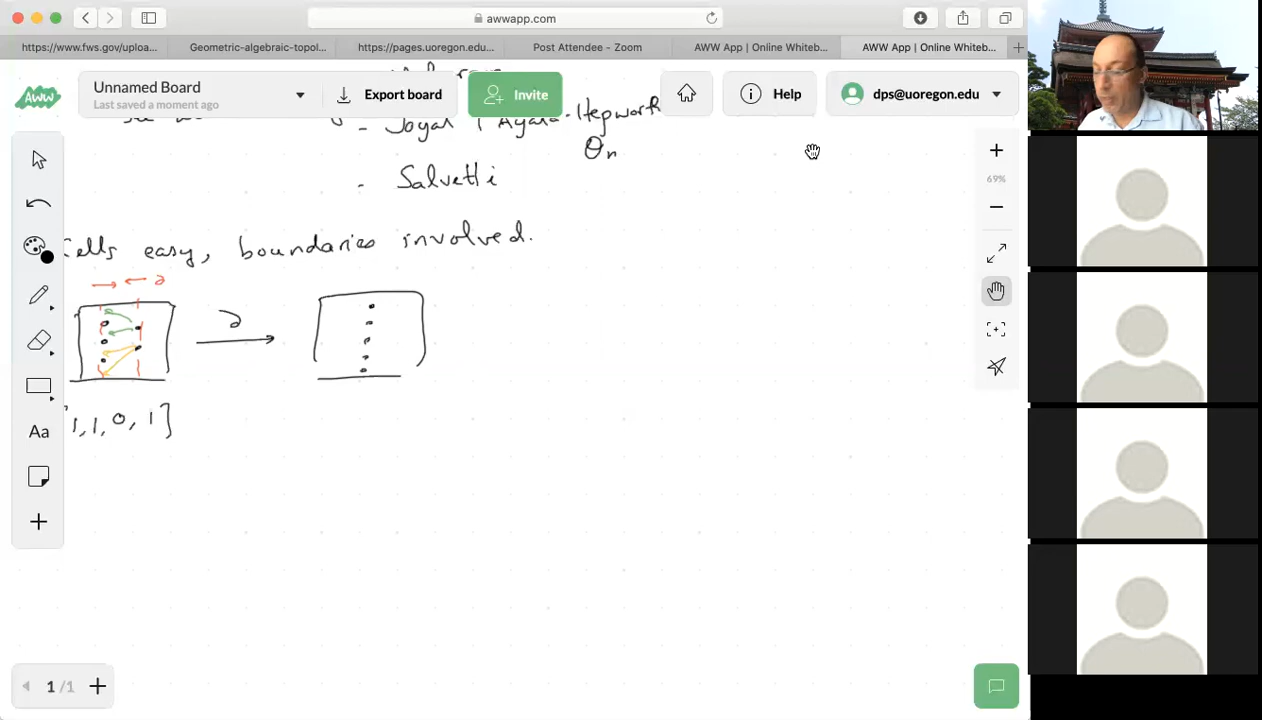 awwapp.com
https://www.fws.gov/uploa...
Geometric-algebraic-topol...
https://pages.uoregon.edu...
Post Attendee - Zoom
AWW App | Online Whiteb...
AWW App | Online Whiteb...
AWW
Unnamed Board
Last saved a moment ago
Export board
Invite
Help
dps@uoregon.edu
- Joyal, Ayala-Hepworth
Θn
- Salvetti
Cells easy, boundaries involved.
∂
∂
1,1,0,1]
69%
Aa
1 /1